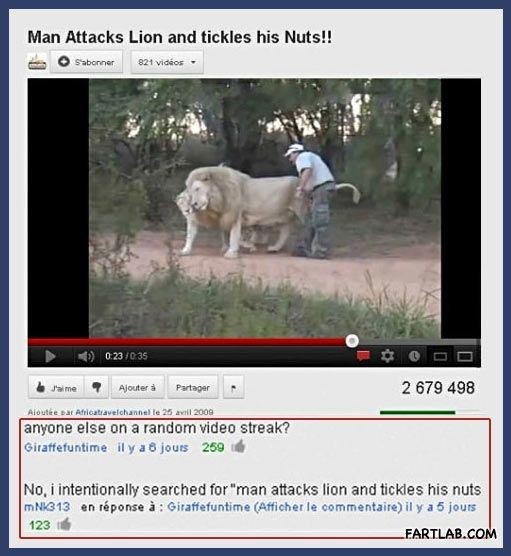 Man Attacks Lion and tickles his Nuts!!
S'abonner 821 vidéos
0:23 / 0:35
J'aime Ajouter à Partager 2 679 498
Ajoutée par Africatravelchannel le 25 avril 2009
anyone else on a random video streak?
Giraffefuntime il y a 6 jours 259
No, i intentionally searched for "man attacks lion and tickles his nuts
mNk313 en réponse à : Giraffefuntime (Afficher le commentaire) il y a 5 jours
123
FARTLAB.COM